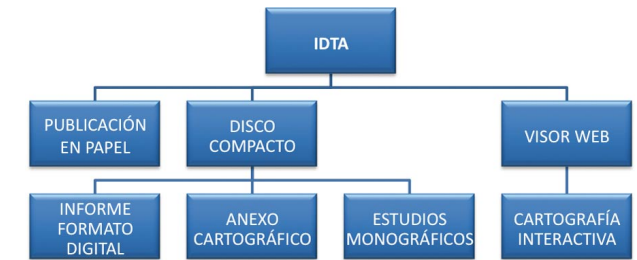 IDTA
PUBLICACIÓN
EN PAPEL
DISCO
COMPACTO
VISOR WEB
INFORME
FORMATO
DIGITAL
ANEXO
CARTOGRÁFICO
ESTUDIOS
MONOGRÁFICOS
CARTOGRAFÍA
INTERACTIVA